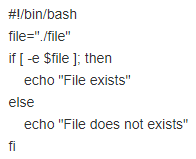 #!/bin/bash
file="./file"
if [ -e $file ]; then
    echo "File exists"
else
    echo "File does not exists"
fi